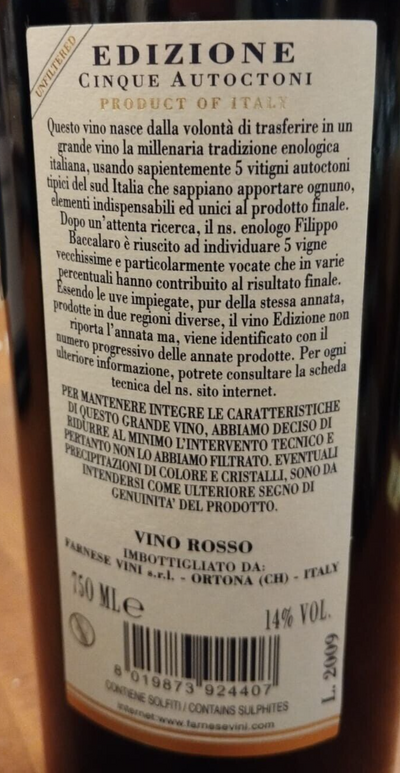 UNFILTERED
EDIZIONE
CINQUE AUTOCTONI
PRODUCT OF ITALY
Questo vino nasce dalla volontà di trasferire in un
grande vino la millenaria tradizione enologica
italiana, usando sapientemente 5 vitigni autoctoni
tipici del sud Italia che sappiano apportare ognuno,
elementi indispensabili ed unici al prodotto finale.
Dopo un'attenta ricerca, il ns. enologo Filippo
Baccalaro è riuscito ad individuare 5 vigne
vecchissime e particolarmente vocate che in varie
percentuali hanno contribuito al risultato finale.
Essendo le uve impiegate, pur della stessa annata,
prodotte in due regioni diverse, il vino Edizione non
riporta l'annata ma, viene identificato con il
numero progressivo delle annate prodotte. Per ogni
ulteriore informazione, potrete consultare la scheda
tecnica del ns. sito internet.
PER MANTENERE INTEGRE LE CARATTERISTICHE
DI QUESTO GRANDE VINO, ABBIAMO DECISO DI
RIDURRE AL MINIMO L'INTERVENTO TECNICO E
PERTANTO NON LO ABBIAMO FILTRATO. EVENTUALI
PRECIPITAZIONI DI COLORE E CRISTALLI, SONO DA
INTENDERSI COME ULTERIORE SEGNO DI
GENUINITA' DEL PRODOTTO.
VINO ROSSO
IMBOTTIGLIATO DA:
FARNESE VINI s.r.l. - ORTONA (CH) - ITALY
750 ML e
14% VOL.
8 019873 924407
L. 2009
CONTIENE SOLFITI / CONTAINS SULPHITES
internet:www.farnesevini.com